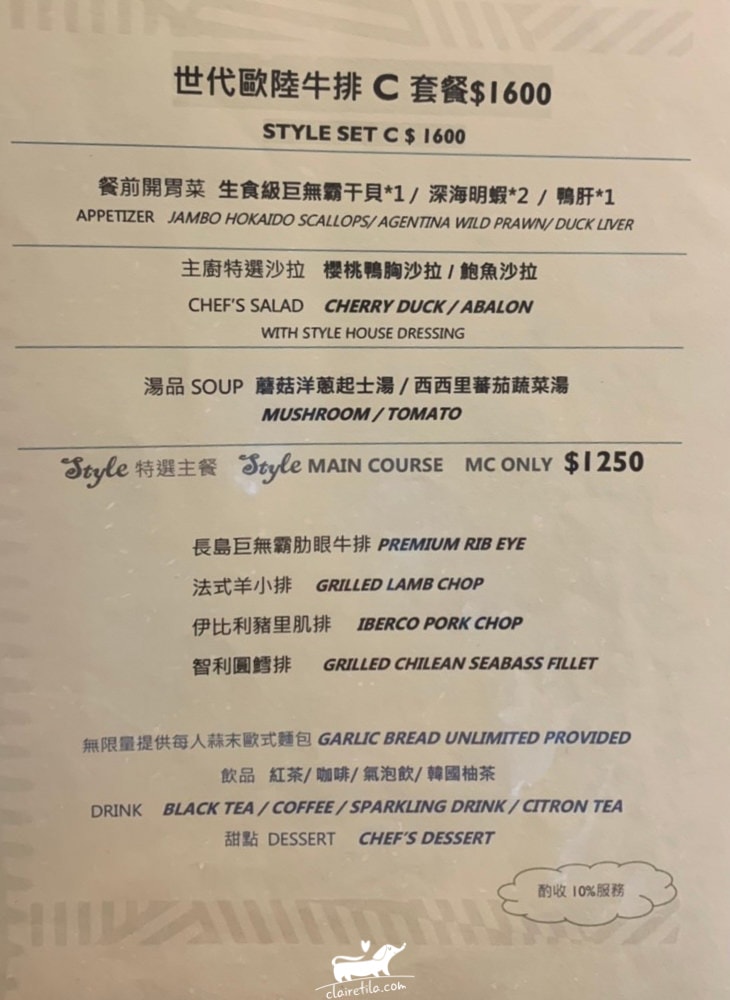 世代歐陸牛排 C 套餐$1600
STYLE SET C $ 1600
餐前開胃菜 生食級巨無霸干貝*1 / 深海明蝦*2 / 鴨肝*1
APPETIZER JAMBO HOKAIDO SCALLOPS/ AGENTINA WILD PRAWN/ DUCK LIVER
主廚特選沙拉 櫻桃鴨胸沙拉 / 鮑魚沙拉
CHEF'S SALAD CHERRY DUCK / ABALON
WITH STYLE HOUSE DRESSING
湯品 SOUP 蘑菇洋蔥起士湯 / 西西里蕃茄蔬菜湯
MUSHROOM / TOMATO
Style 特選主餐 Style MAIN COURSE MC ONLY $1250
長島巨無霸肋眼牛排 PREMIUM RIB EYE
法式羊小排 GRILLED LAMB CHOP
伊比利豬里肌排 IBERCO PORK CHOP
智利圓鱈排 GRILLED CHILEAN SEABASS FILLET
無限量提供每人蒜末歐式麵包 GARLIC BREAD UNLIMITED PROVIDED
飲品 紅茶/ 咖啡/ 氣泡飲/ 韓國柚茶
DRINK BLACK TEA / COFFEE / SPARKLING DRINK / CITRON TEA
甜點 DESSERT CHEF'S DESSERT
酌收 10%服務
clairetila.com